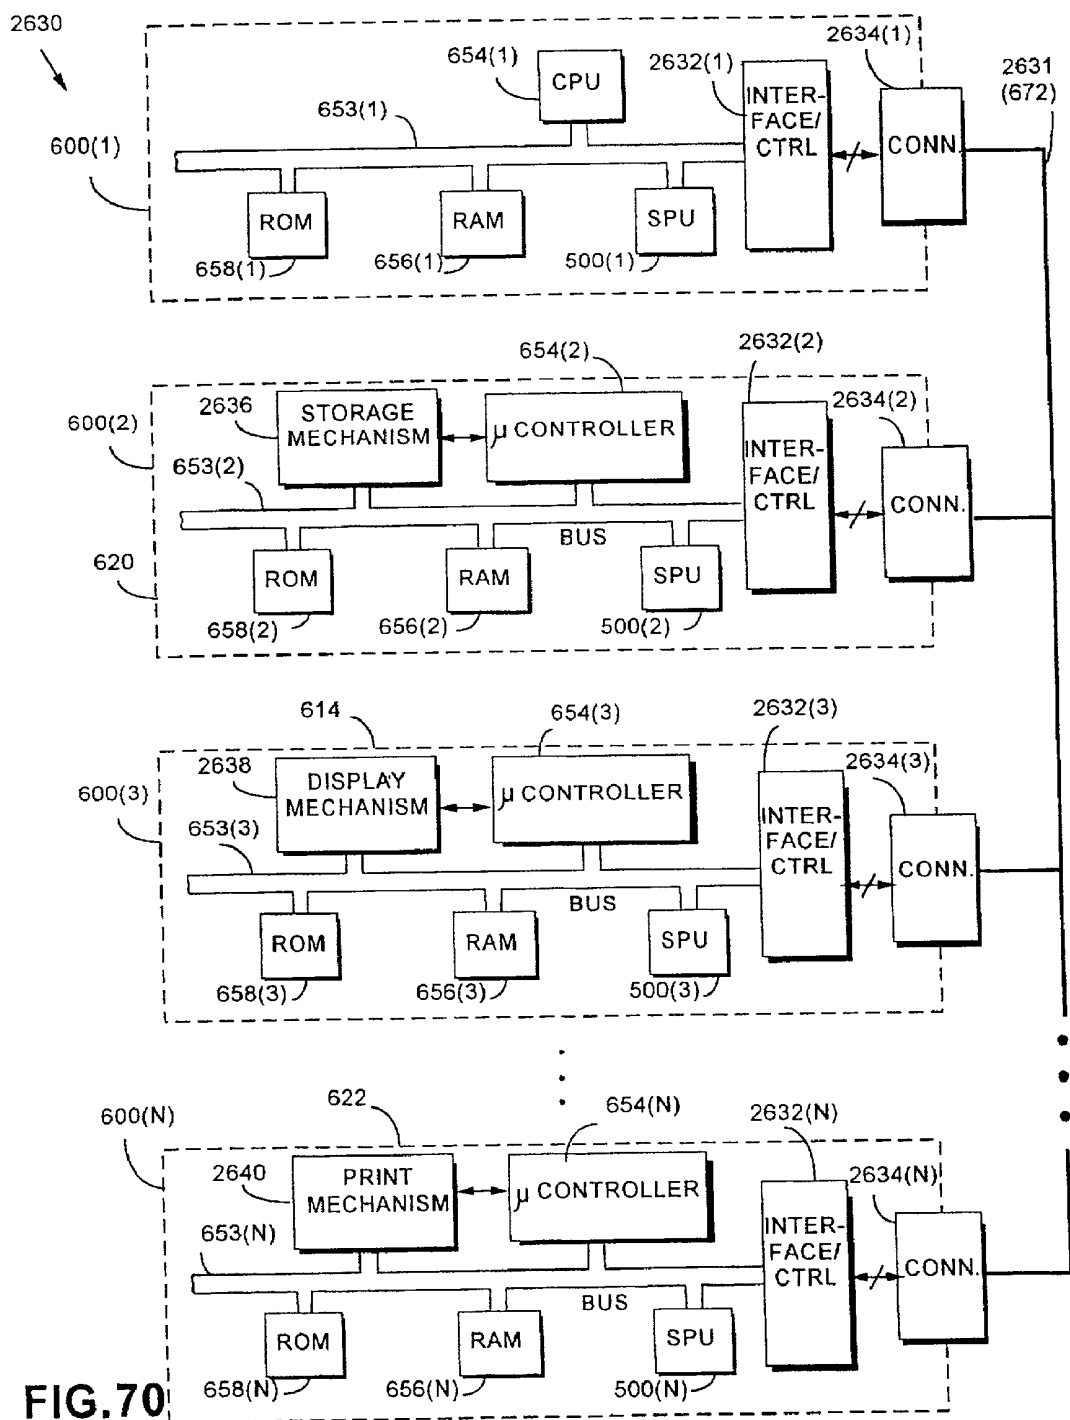 2630
654(1)
2632(1)
2634(1)
2631
(672)
CPU
INTER-
FACE/
CTRL
653(1)
600(1)
CONN.
ROM
RAM
SPU
658(1)
656(1)
500(1)
654(2)
2632(2)
2634(2)
600(2)
2636
STORAGE
MECHANISM
μ CONTROLLER
INTER-
FACE/
CTRL
653(2)
CONN.
BUS
620
ROM
RAM
SPU
658(2)
656(2)
500(2)
614
654(3)
2632(3)
2634(3)
600(3)
2638
DISPLAY
MECHANISM
μ CONTROLLER
INTER-
FACE/
CTRL
653(3)
CONN.
BUS
ROM
RAM
SPU
658(3)
656(3)
500(3)
622
654(N)
2632(N)
600(N)
2634(N)
2640
PRINT
MECHANISM
μ CONTROLLER
INTER-
FACE/
CTRL
653(N)
CONN.
BUS
ROM
RAM
SPU
658(N)
656(N)
500(N)
FIG.70